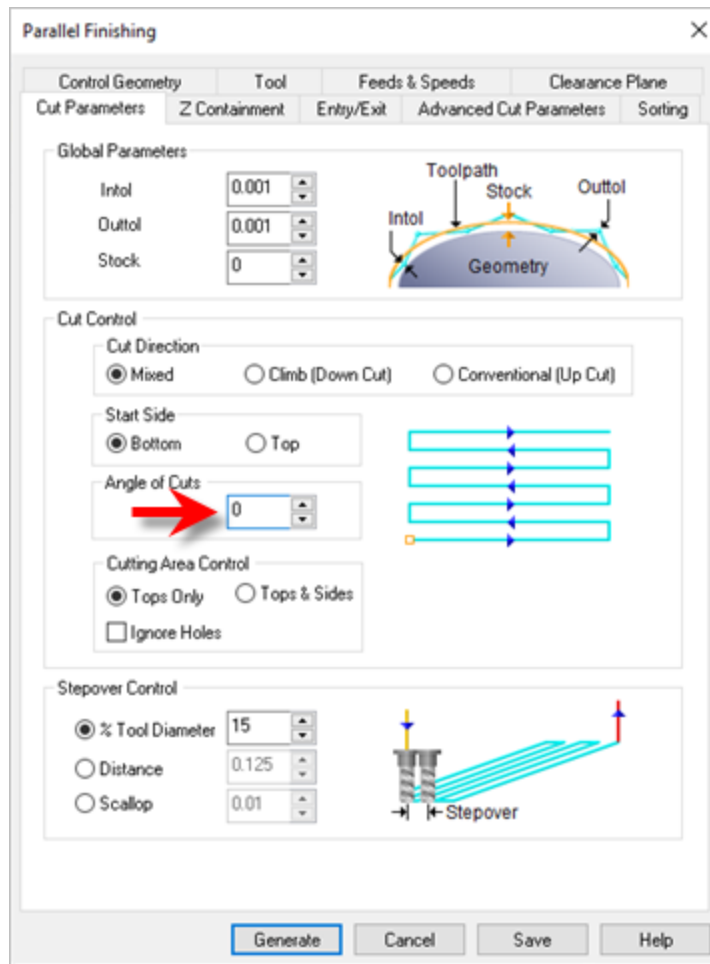 Parallel Finishing
Control Geometry Tool Feeds & Speeds Clearance Plane
Cut Parameters Z Containment Entry/Exit Advanced Cut Parameters Sorting
Global Parameters
Intol 0.001
Outtol 0.001
Stock 0
Toolpath
Stock
Outtol
Intol
Geometry
Cut Control
Cut Direction
Mixed Climb (Down Cut) Conventional (Up Cut)
Start Side
Bottom Top
Angle of Cuts
0
Cutting Area Control
Tops Only Tops & Sides
Ignore Holes
Stepover Control
% Tool Diameter 15
Distance 0.125
Scallop 0.01
Stepover
Generate Cancel Save Help